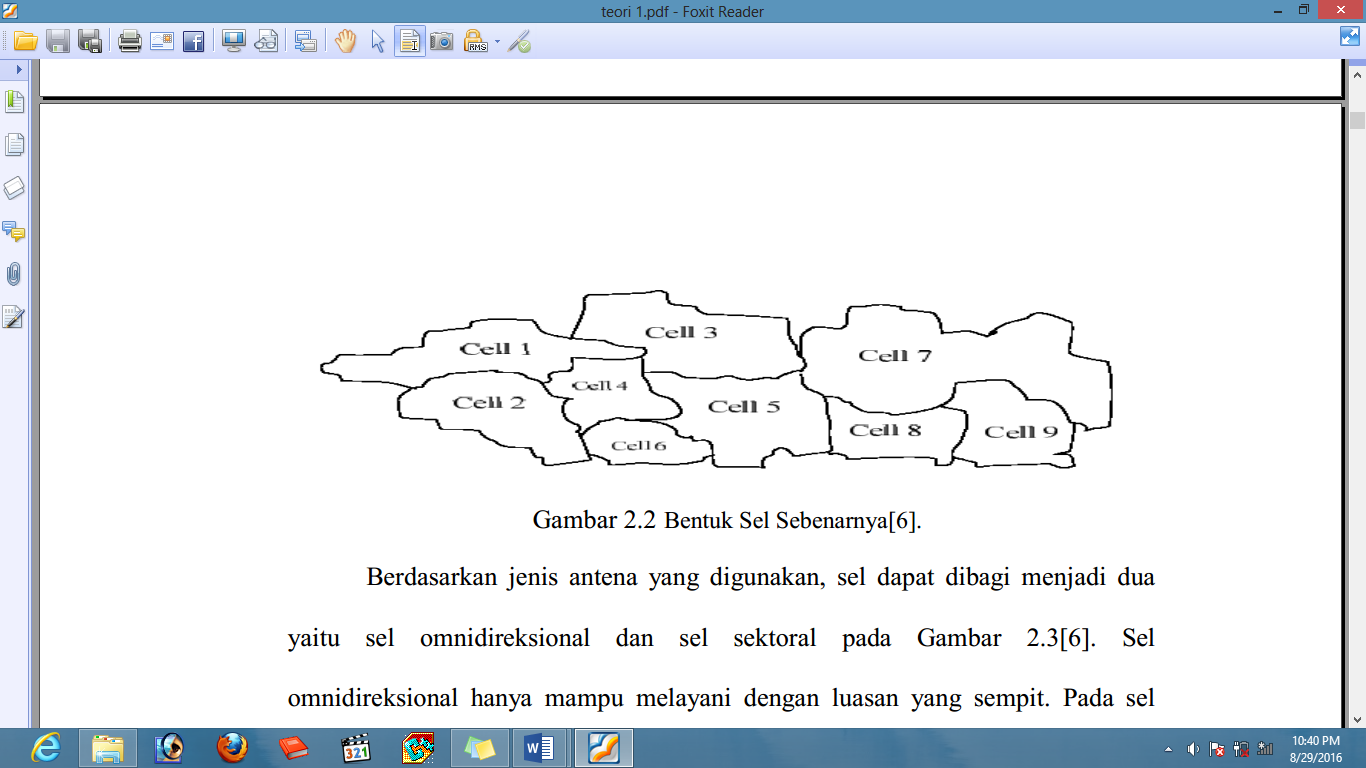 teori 1.pdf - Foxit Reader
RMS
Cell 3
Cell 1
Cell 7
Cell 4
Cell 2
Cell 5
Cell 8
Cell 9
Cell 6
Gambar 2.2 Bentuk Sel Sebenarnya[6].
Berdasarkan jenis antena yang digunakan, sel dapat dibagi menjadi dua
yaitu sel omnidireksional dan sel sektoral pada Gambar 2.3[6]. Sel
omnidireksional hanya mampu melayani dengan luasan yang sempit. Pada sel
321
10:40 PM
8/29/2016